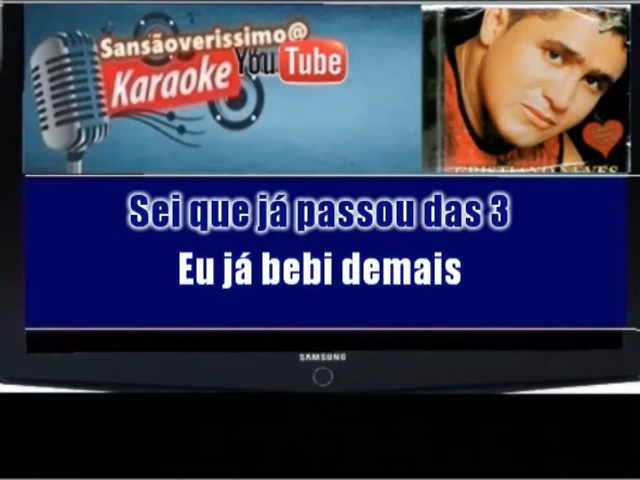 Sansãoverissimo@
Karaoke
YouTube
Sei que já passou das 3
Eu já bebi demais
SAMSUNG